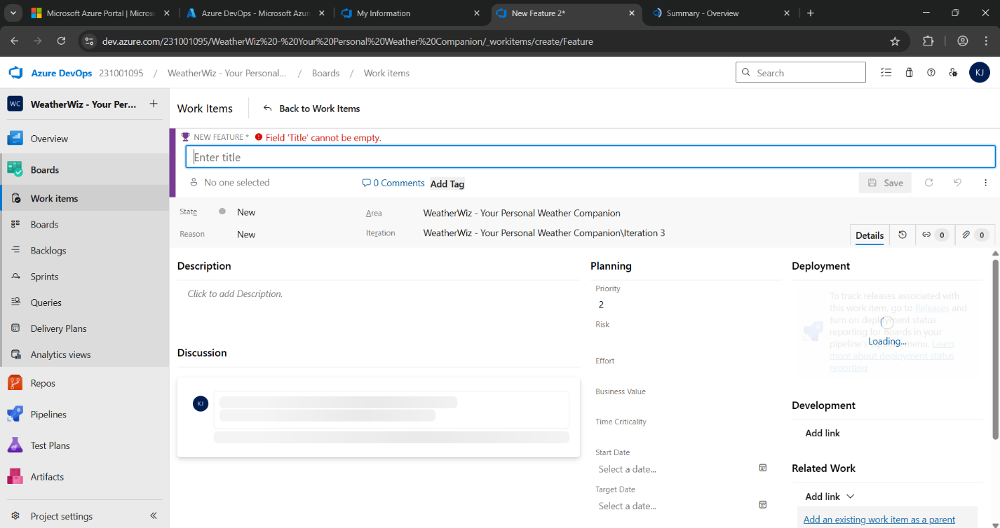 Microsoft Azure Portal | Micros
Azure DevOps - Microsoft Azur
My Information
New Feature 2*
Summary - Overview
dev.azure.com/231001095/WeatherWiz%20-%20Your%20Personal%20Weather%20Companion/_workitems/create/Feature
Azure DevOps 231001095 / WeatherWiz - Your Personal... / Boards / Work items
Search
KJ
WC WeatherWiz - Your Per...
Overview
Boards
Work items
Boards
Backlogs
Sprints
Queries
Delivery Plans
Analytics views
Repos
Pipelines
Test Plans
Artifacts
Project settings
Work Items
Back to Work Items
NEW FEATURE * Field 'Title' cannot be empty.
Enter title
No one selected
0 Comments
Add Tag
Save
State New
Reason New
Area WeatherWiz - Your Personal Weather Companion
Iteration WeatherWiz - Your Personal Weather Companion\Iteration 3
Details
0
0
Description
Click to add Description.
Discussion
KJ
Planning
Priority
2
Risk
Effort
Business Value
Time Criticality
Start Date
Select a date...
Target Date
Select a date...
Deployment
To track releases associated with
this work item, go to Releases and
turn on deployment status
reporting for Boards in your
pipeline's menu. Learn
more about deployment status
reporting
Loading...
Development
Add link
Related Work
Add link
Add an existing work item as a parent